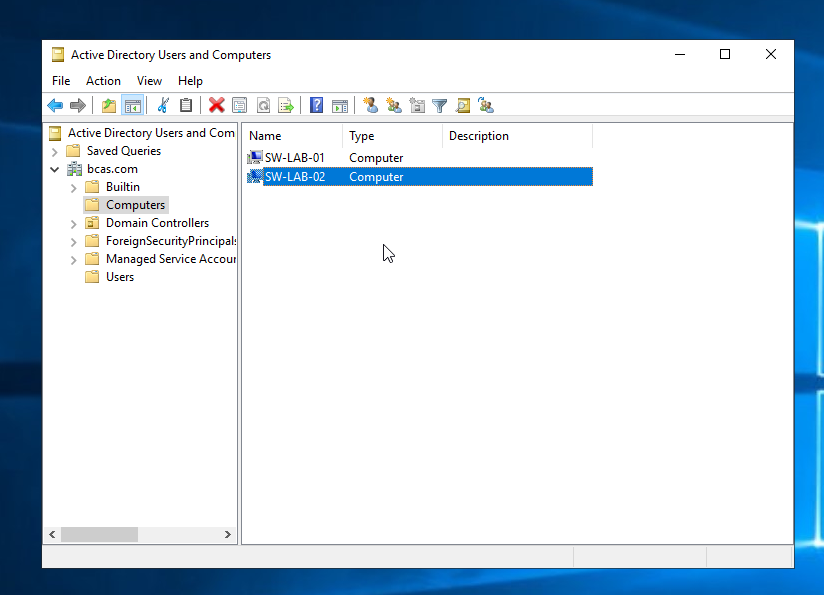 Active Directory Users and Computers
File Action View Help
Active Directory Users and Com
Saved Queries
bcas.com
Builtin
Computers
Domain Controllers
ForeignSecurityPrincipals
Managed Service Accour
Users
Name Type Description
SW-LAB-01 Computer
SW-LAB-02 Computer